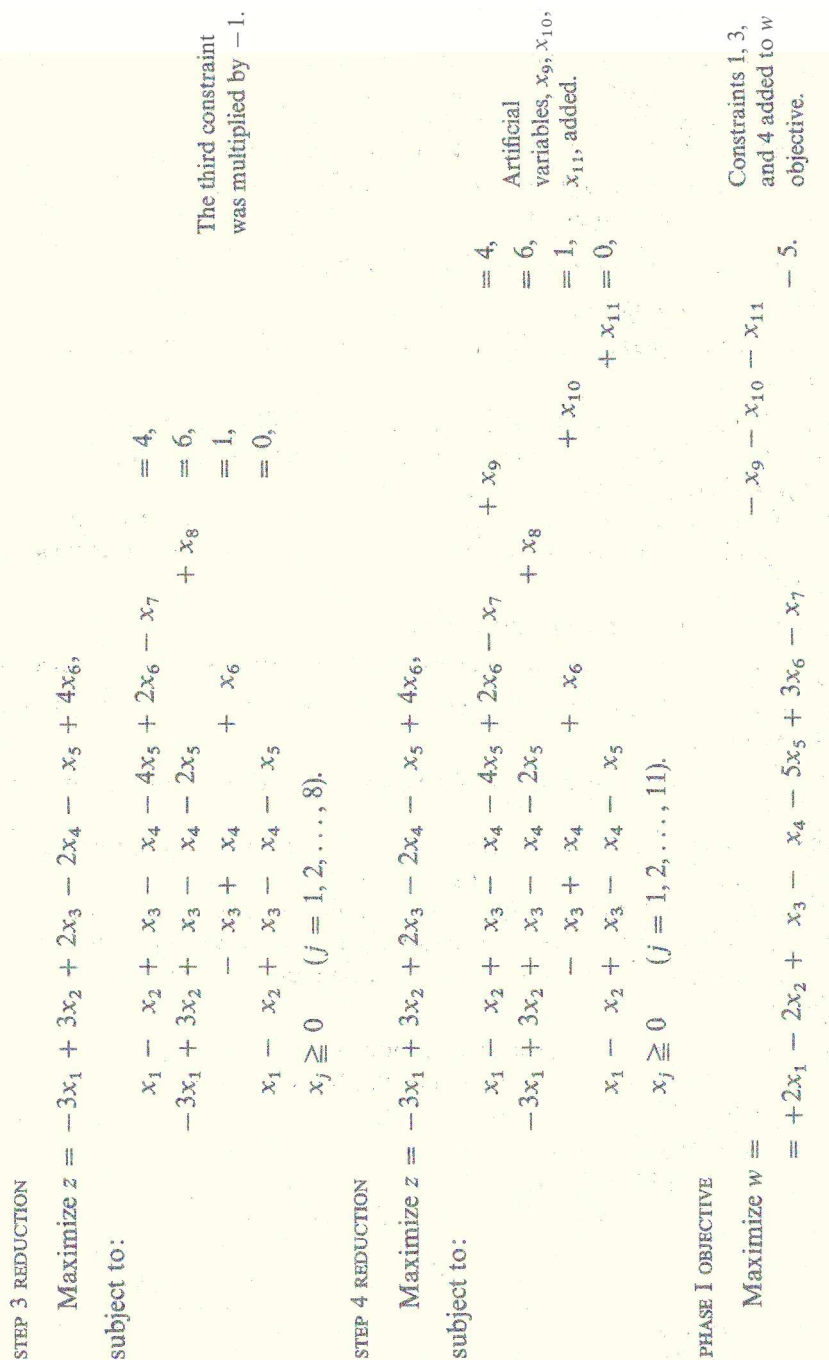 STEP 3 REDUCTION
Maximize z = −3x₁ + 3x₂ + 2x₃ − 2x₄ − x₅ + 4x₆,
subject to:
x₁ − x₂ + x₃ − x₄ − 4x₅ + 2x₆ − x₇ = 4,
−3x₁ + 3x₂ + x₃ − x₄ − 2x₅ + x₈ = 6,
− x₃ + x₄ + x₆ = 1,
x₁ − x₂ + x₃ − x₄ − x₅ = 0,
xⱼ ≧ 0 (j = 1, 2, . . . , 8).
The third constraint
was multiplied by −1.
STEP 4 REDUCTION
Maximize z = −3x₁ + 3x₂ + 2x₃ − 2x₄ − x₅ + 4x₆,
subject to:
x₁ − x₂ + x₃ − x₄ − 4x₅ + 2x₆ − x₇ + x₉ = 4,
−3x₁ + 3x₂ + x₃ − x₄ − 2x₅ + x₈ = 6,
− x₃ + x₄ + x₆ + x₁₀ = 1,
x₁ − x₂ + x₃ − x₄ − x₅ + x₁₁ = 0,
xⱼ ≧ 0 (j = 1, 2, . . . , 11).
Artificial
variables, x₉, x₁₀,
x₁₁, added.
PHASE I OBJECTIVE
Maximize w = − x₉ − x₁₀ − x₁₁
= +2x₁ − 2x₂ + x₃ − x₄ − 5x₅ + 3x₆ − x₇ − 5.
Constraints 1, 3,
and 4 added to w
objective.